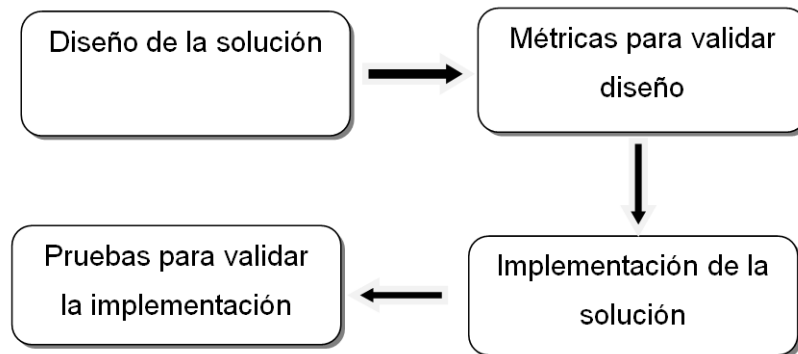 Diseño de la solución
Métricas para validar
diseño
Implementación de la
solución
Pruebas para validar
la implementación